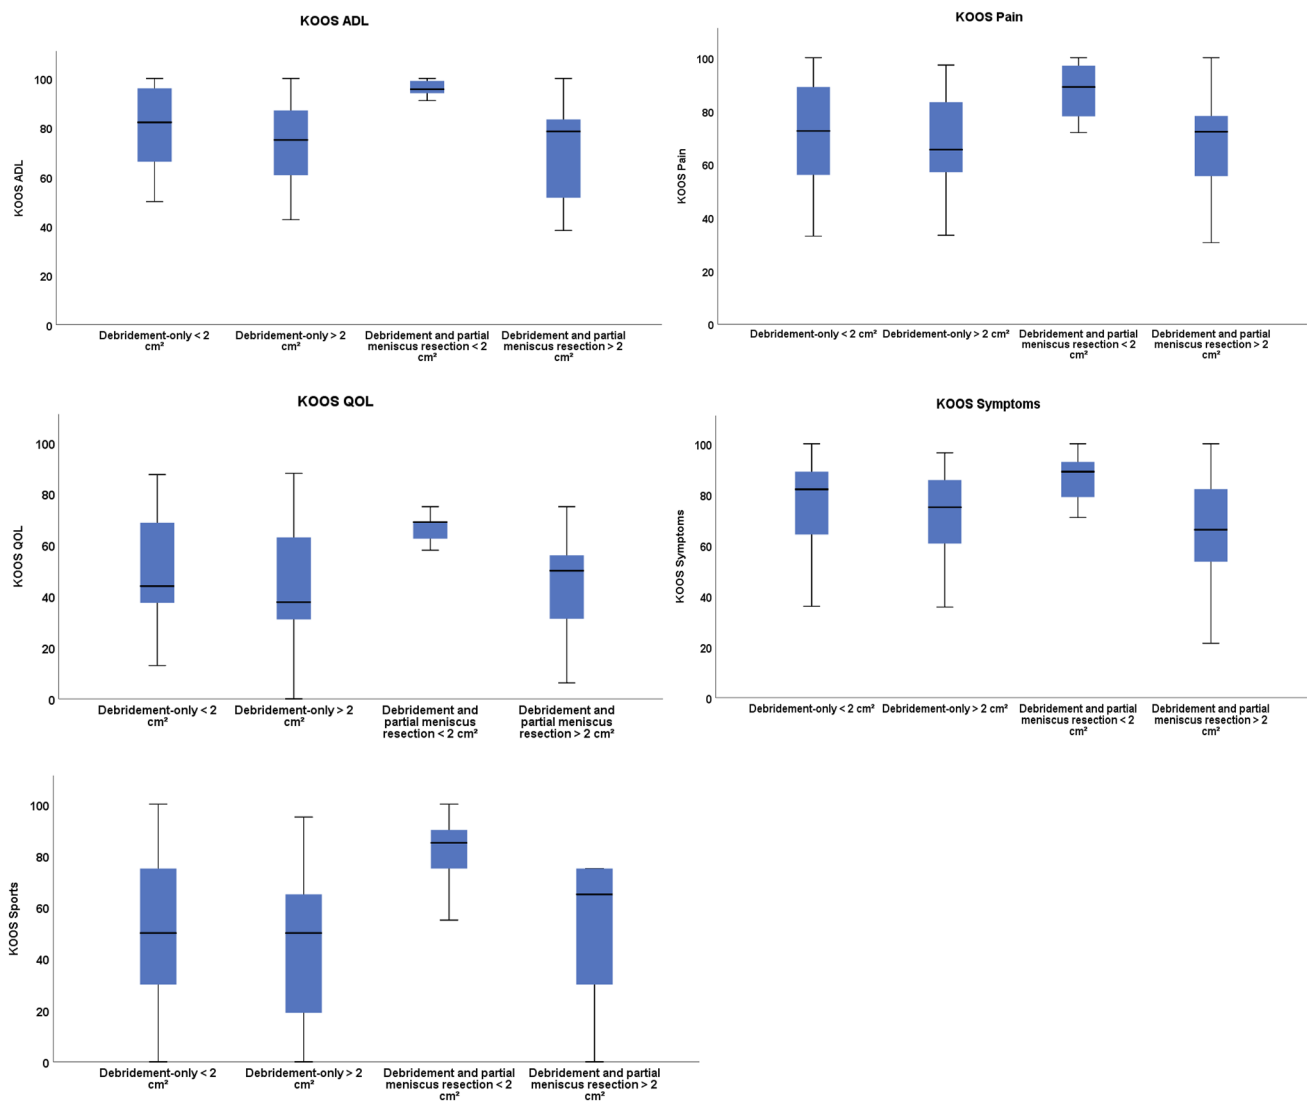 KOOS ADL
KOOS ADL
100
80
60
40
20
0
Debridement-only < 2
cm²
Debridement-only > 2
cm²
Debridement and partial
meniscus resection < 2
cm²
Debridement and partial
meniscus resection > 2
cm²
KOOS Pain
KOOS Pain
100
80
60
40
20
0
Debridement-only < 2 cm²
Debridement-only > 2 cm²
Debridement and partial
meniscus resection < 2
cm²
Debridement and partial
meniscus resection > 2
cm²
KOOS QOL
KOOS QOL
100
80
60
40
20
0
Debridement-only < 2
cm²
Debridement-only > 2
cm²
Debridement and
partial meniscus
resection < 2 cm²
Debridement and
partial meniscus
resection > 2 cm²
KOOS Symptoms
KOOS Symptoms
100
80
60
40
20
0
Debridement-only < 2 cm²
Debridement-only > 2 cm²
Debridement and partial
meniscus resection < 2
cm²
Debridement and partial
meniscus resection > 2
cm²
KOOS Sports
100
80
60
40
20
0
Debridement-only < 2
cm²
Debridement-only > 2
cm²
Debridement and partial
meniscus resection < 2
cm²
Debridement and partial
meniscus resection > 2
cm²